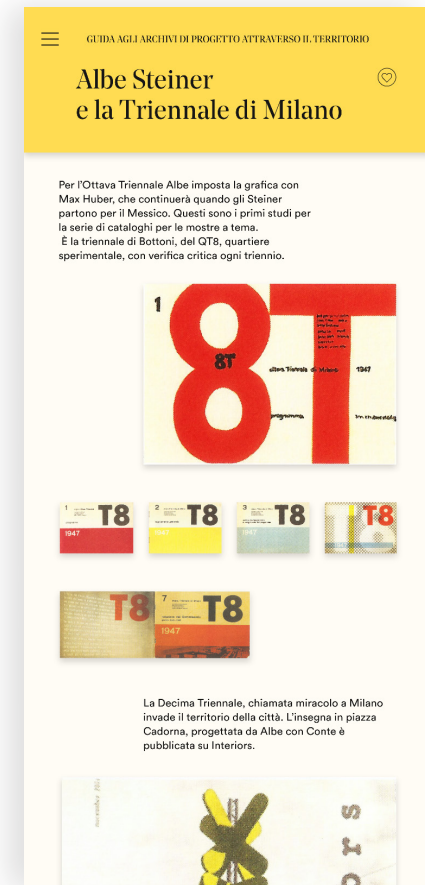 GUIDA AGLI ARCHIVI DI PROGETTO ATTRAVERSO IL TERRITORIO
Albe Steiner
e la Triennale di Milano
Per l’Ottava Triennale Albe imposta la grafica con
Max Huber, che continuerà quando gli Steiner
partono per il Messico. Questi sono i primi studi per
la serie di cataloghi per le mostre a tema.
È la triennale di Bottoni, del QT8, quartiere
sperimentale, con verifica critica ogni triennio.
1
8T
8T
1947
programma
1
T8
1947
2
T8
1947
3
T8
1947
T8
T8
7
T8
1947
La Decima Triennale, chiamata miracolo a Milano
invade il territorio della città. L’insegna in piazza
Cadorna, progettata da Albe con Conte è
pubblicata su Interiors.
ors